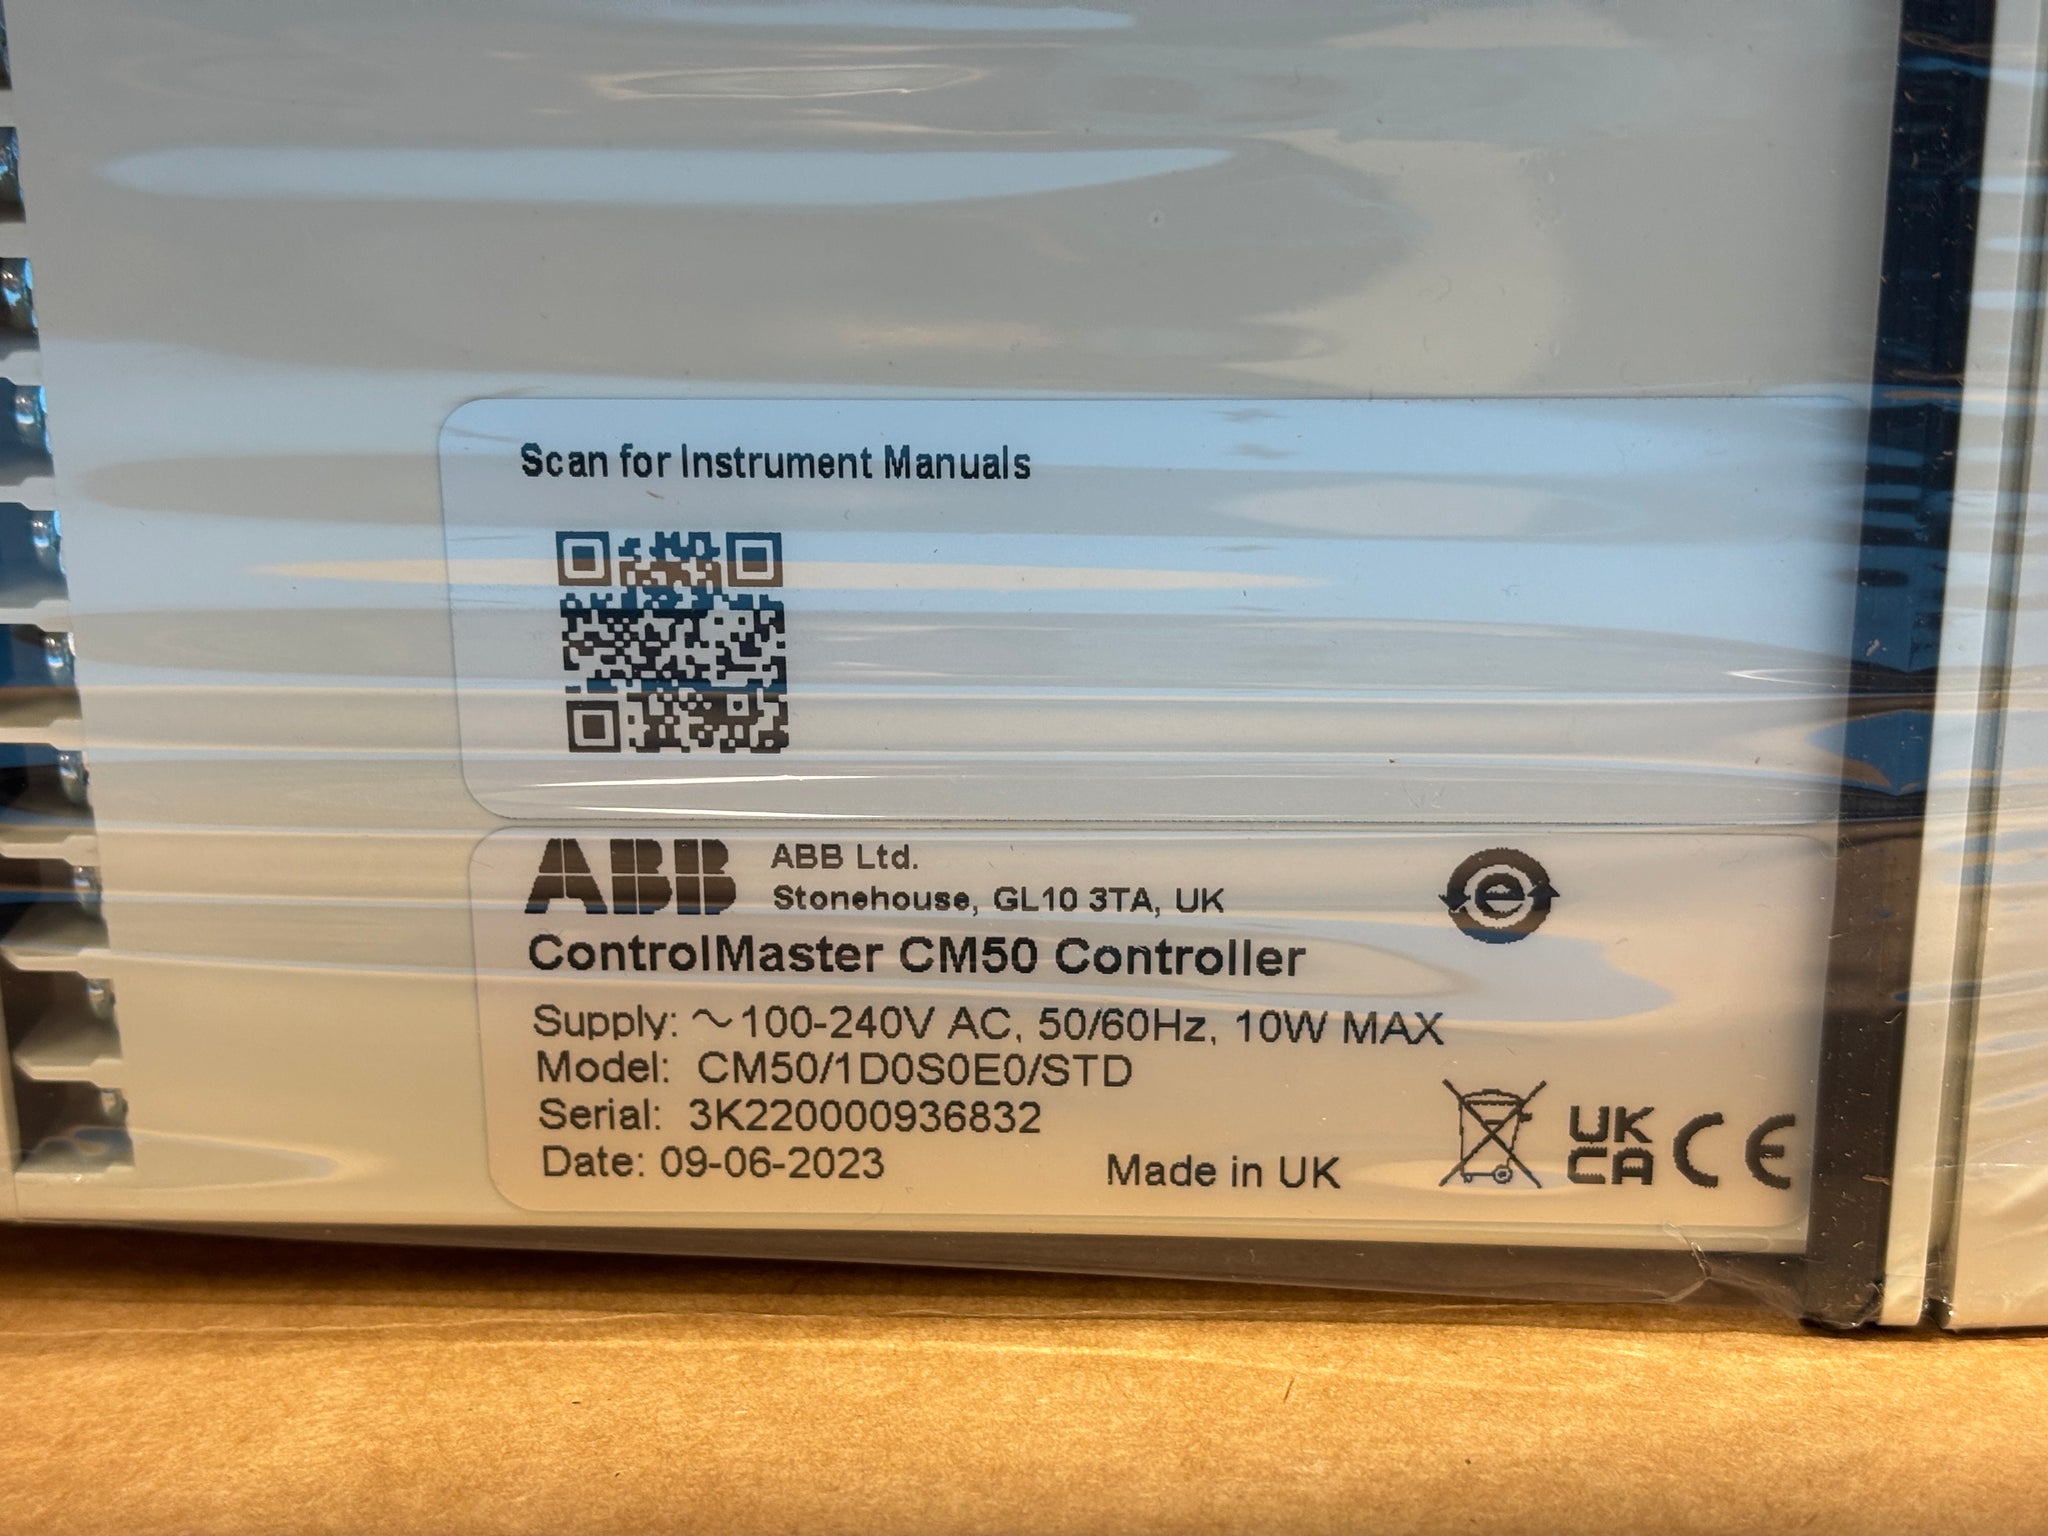 Scan for Instrument Manuals
ABB
ABB Ltd.
Stonehouse, GL10 3TA, UK
ControlMaster CM50 Controller
Supply: ~100-240V AC, 50/60Hz, 10W MAX
Model: CM50/1D0S0E0/STD
Serial: 3K220000936832
Date: 09-06-2023
Made in UK
e
UK
CA
CE